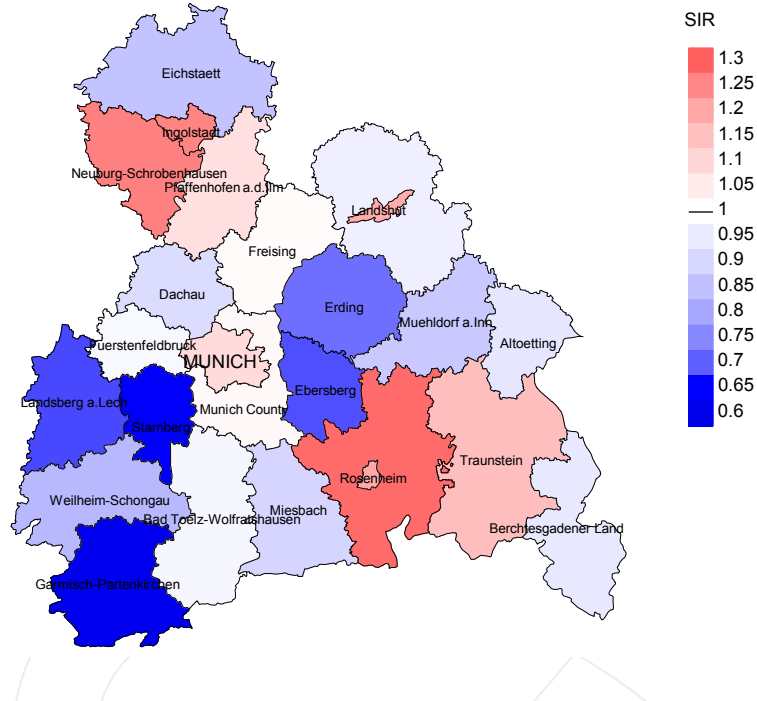 SIR
1.3
1.25
1.2
1.15
1.1
1.05
1
0.95
0.9
0.85
0.8
0.75
0.7
0.65
0.6
Eichstaett
Ingolstadt
Neuburg-Schrobenhausen
Pfaffenhofen a.d.Ilm
Landshut
Freising
Dachau
Erding
Muehldorf a.Inn
Fuerstenfeldbruck
Altoetting
MUNICH
Ebersberg
Landsberg a.Lech
Munich County
Starnberg
Traunstein
Rosenheim
Weilheim-Schongau
Miesbach
Bad Toelz-Wolfratshausen
Berchtesgadener Land
Garmisch-Partenkirchen